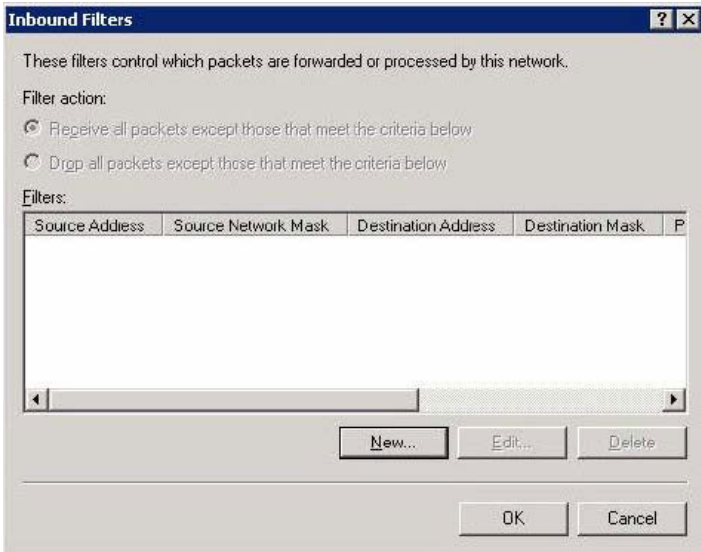 Inbound Filters
These filters control which packets are forwarded or processed by this network.
Filter action:
Receive all packets except those that meet the criteria below
Drop all packets except those that meet the criteria below
Filters:
Source Address Source Network Mask Destination Address Destination Mask P
New... Edit... Delete
OK Cancel